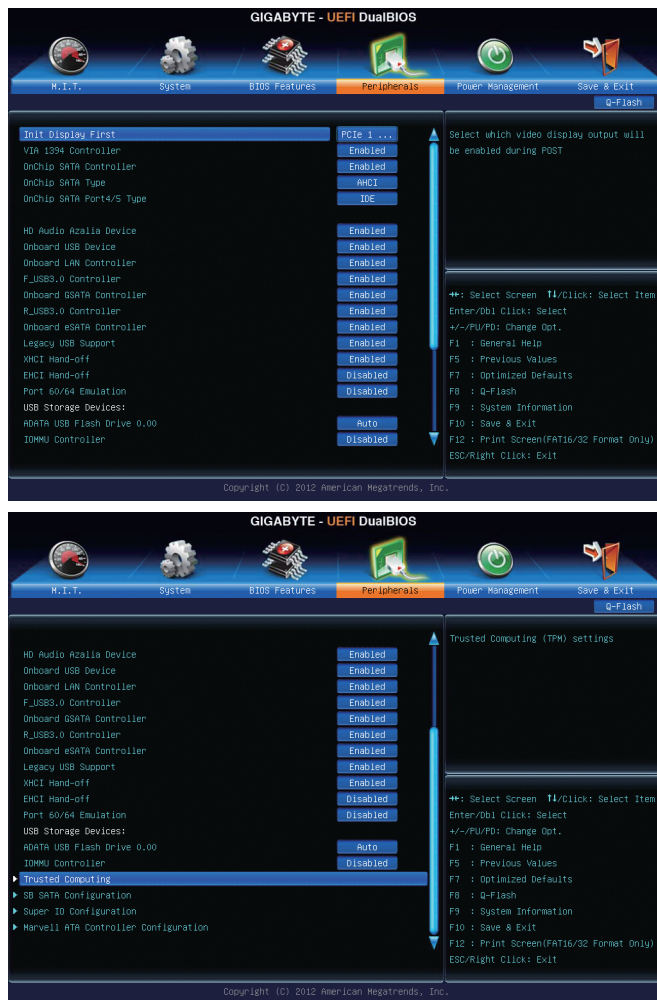 GIGABYTE - UEFI DualBIOS
M.I.T. System BIOS Features Peripherals Power Management Save & Exit
Q-Flash
Init Display First PCIe 1 ...
VIA 1394 Controller Enabled
OnChip SATA Controller Enabled
OnChip SATA Type AHCI
OnChip SATA Port4/5 Type IDE
HD Audio Azalia Device Enabled
Onboard USB Device Enabled
Onboard LAN Controller Enabled
F_USB3.0 Controller Enabled
Onboard GSATA Controller Enabled
R_USB3.0 Controller Enabled
Onboard eSATA Controller Enabled
Legacy USB Support Enabled
XHCI Hand-off Enabled
EHCI Hand-off Disabled
Port 60/64 Emulation Disabled
USB Storage Devices:
ADATA USB Flash Drive 0.00 Auto
IOMMU Controller Disabled
Select which video display output will
be enabled during POST
→←: Select Screen ↑↓/Click: Select Item
Enter/Dbl Click: Select
+/-/PU/PD: Change Opt.
F1 : General Help
F5 : Previous Values
F7 : Optimized Defaults
F8 : Q-Flash
F9 : System Information
F10 : Save & Exit
F12 : Print Screen(FAT16/32 Format Only)
ESC/Right Click: Exit
Copyright (C) 2012 American Megatrends, Inc.
GIGABYTE - UEFI DualBIOS
M.I.T. System BIOS Features Peripherals Power Management Save & Exit
Q-Flash
HD Audio Azalia Device Enabled
Onboard USB Device Enabled
Onboard LAN Controller Enabled
F_USB3.0 Controller Enabled
Onboard GSATA Controller Enabled
R_USB3.0 Controller Enabled
Onboard eSATA Controller Enabled
Legacy USB Support Enabled
XHCI Hand-off Enabled
EHCI Hand-off Disabled
Port 60/64 Emulation Disabled
USB Storage Devices:
ADATA USB Flash Drive 0.00 Auto
IOMMU Controller Disabled
Trusted Computing
SB SATA Configuration
Super IO Configuration
Marvell ATA Controller Configuration
Trusted Computing (TPM) settings
→←: Select Screen ↑↓/Click: Select Item
Enter/Dbl Click: Select
+/-/PU/PD: Change Opt.
F1 : General Help
F5 : Previous Values
F7 : Optimized Defaults
F8 : Q-Flash
F9 : System Information
F10 : Save & Exit
F12 : Print Screen(FAT16/32 Format Only)
ESC/Right Click: Exit
Copyright (C) 2012 American Megatrends, Inc.